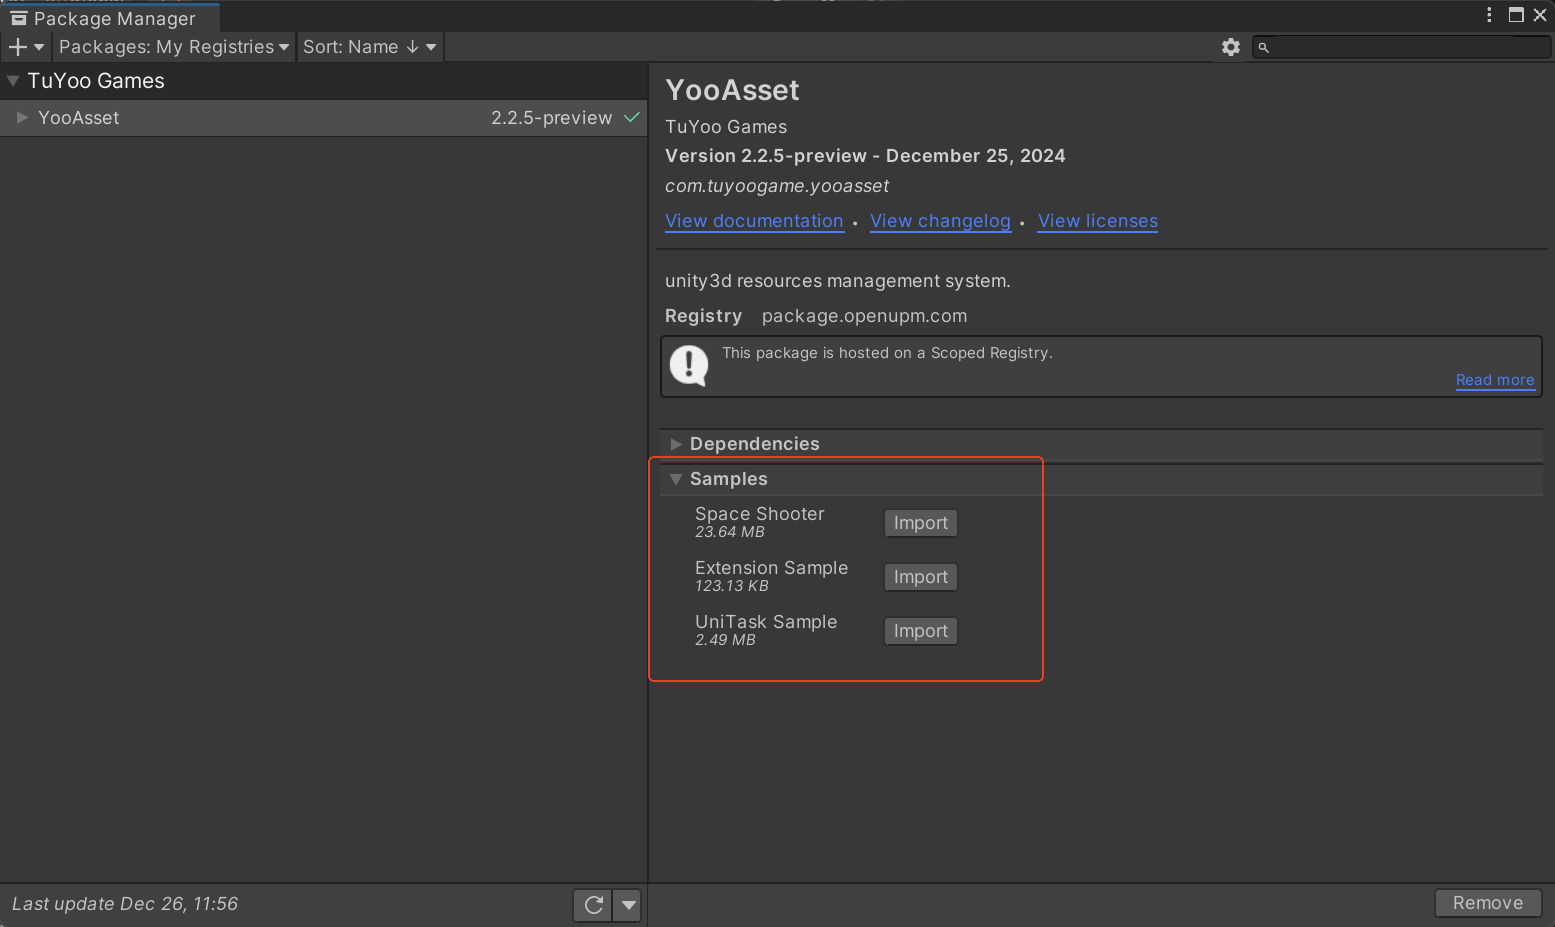 Package Manager
Packages: My Registries
Sort: Name ↓
TuYoo Games
YooAsset
2.2.5-preview
YooAsset
TuYoo Games
Version 2.2.5-preview - December 25, 2024
com.tuyoogame.yooasset
View documentation • View changelog • View licenses
unity3d resources management system.
Registry package.openupm.com
This package is hosted on a Scoped Registry.
Read more
Dependencies
Samples
Space Shooter
23.64 MB
Import
Extension Sample
123.13 KB
Import
UniTask Sample
2.49 MB
Import
Last update Dec 26, 11:56
Remove